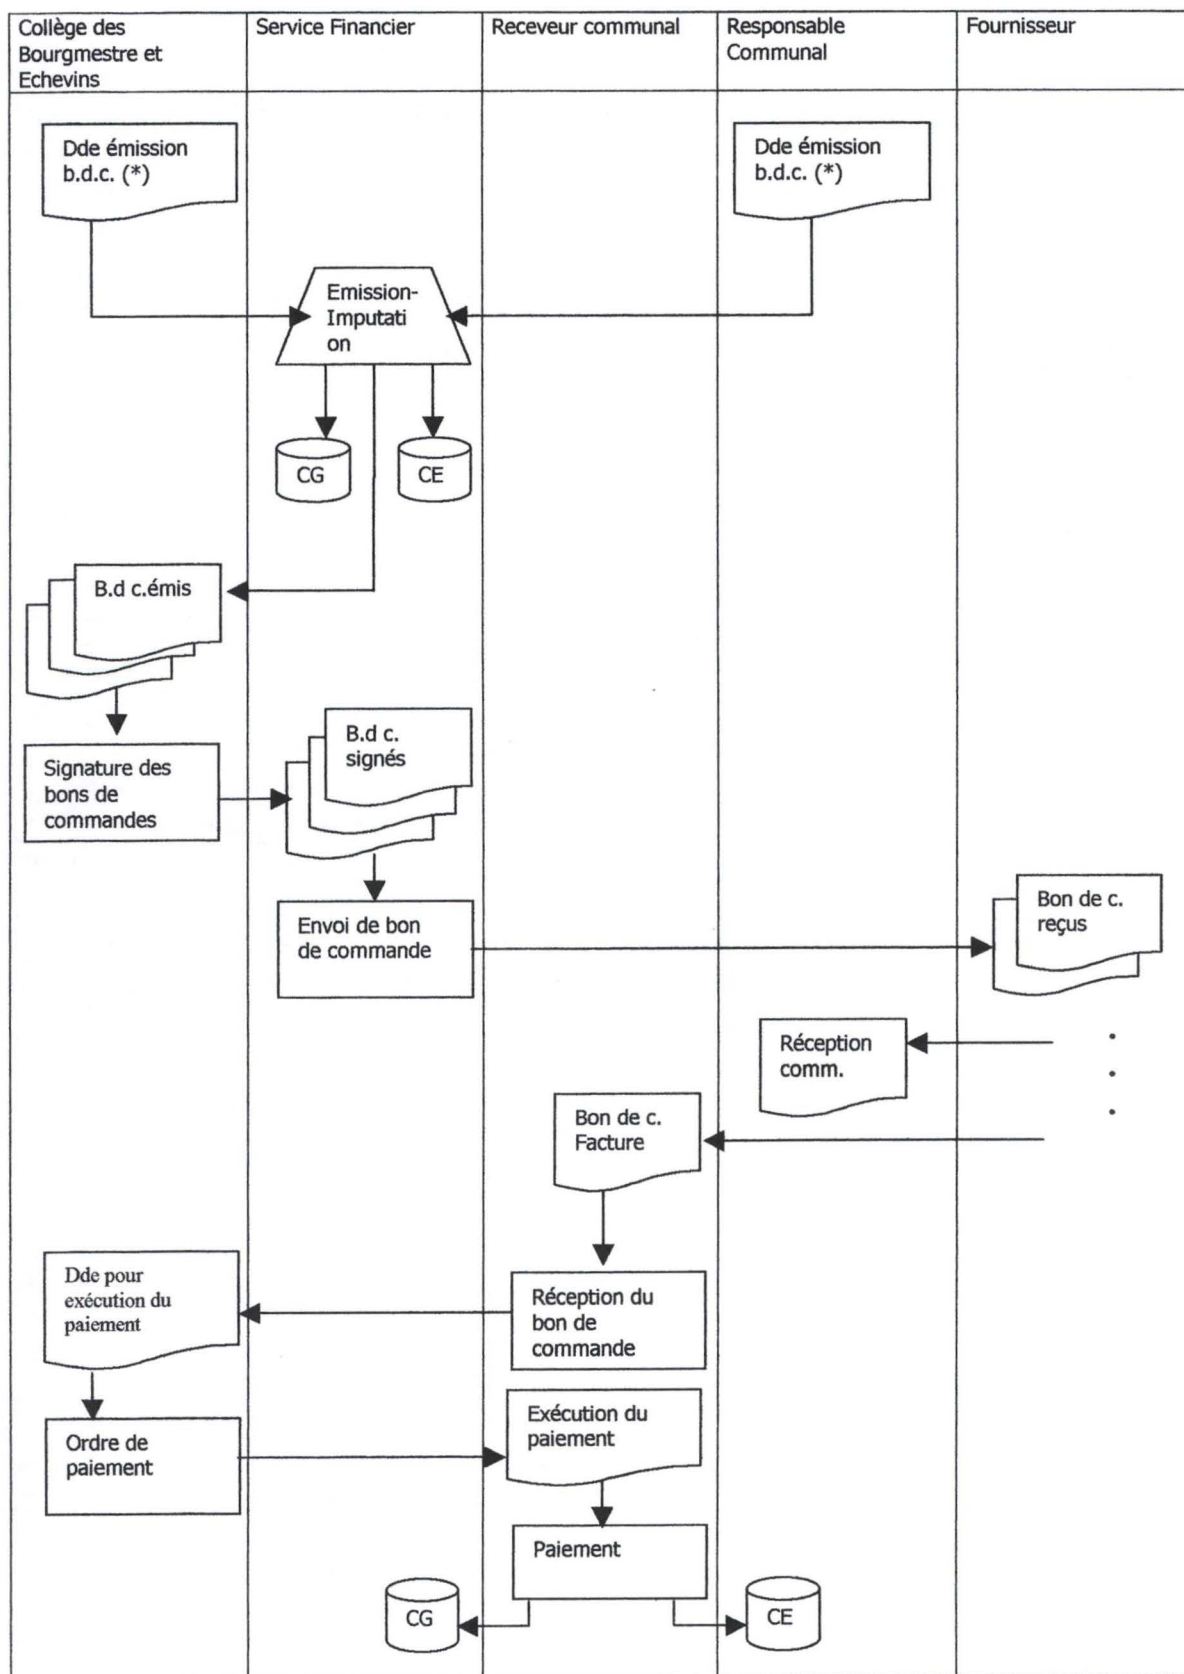 Collège des
Bourgmestre et
Echevins
Service Financier
Receveur communal
Responsable
Communal
Fournisseur
Dde émission
b.d.c. (*)
Dde émission
b.d.c. (*)
Emission-
Imputati
on
CG
CE
B.d c.émis
B.d c.
signés
Signature des
bons de
commandes
Envoi de bon
de commande
Bon de c.
reçus
Réception
comm.
Bon de c.
Facture
Dde pour
exécution du
paiement
Réception du
bon de
commande
Ordre de
paiement
Exécution du
paiement
Paiement
CG
CE